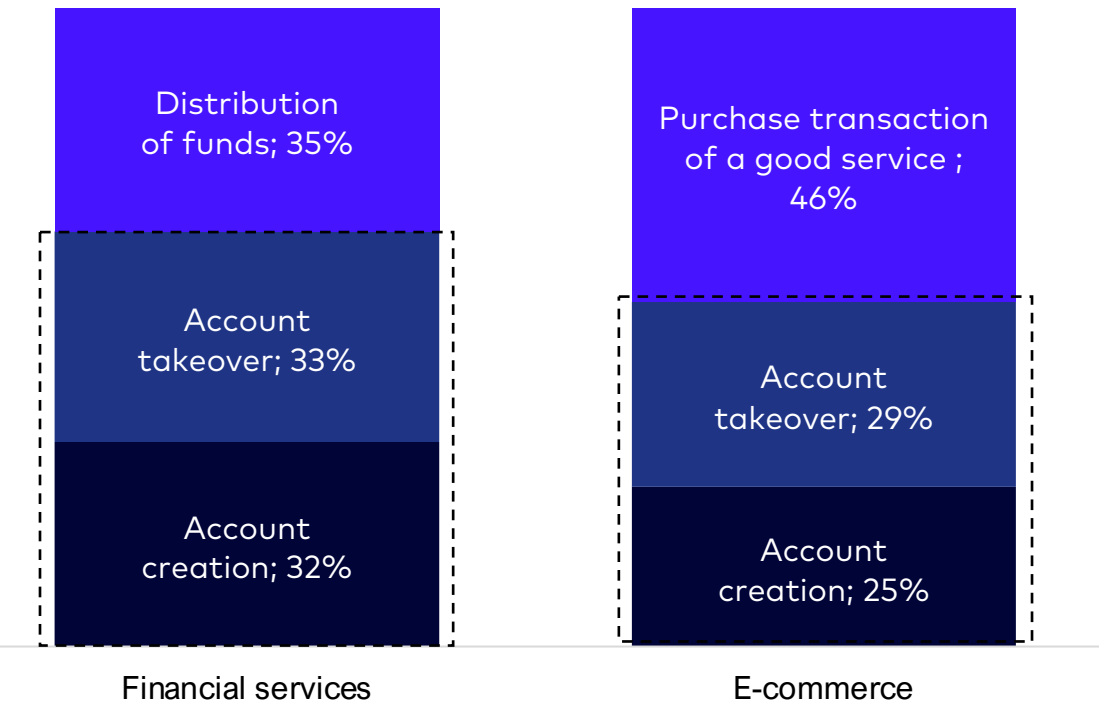 Distribution
of funds; 35%
Account
takeover; 33%
Account
creation; 32%
Financial services
Purchase transaction
of a good service ;
46%
Account
takeover; 29%
Account
creation; 25%
E-commerce